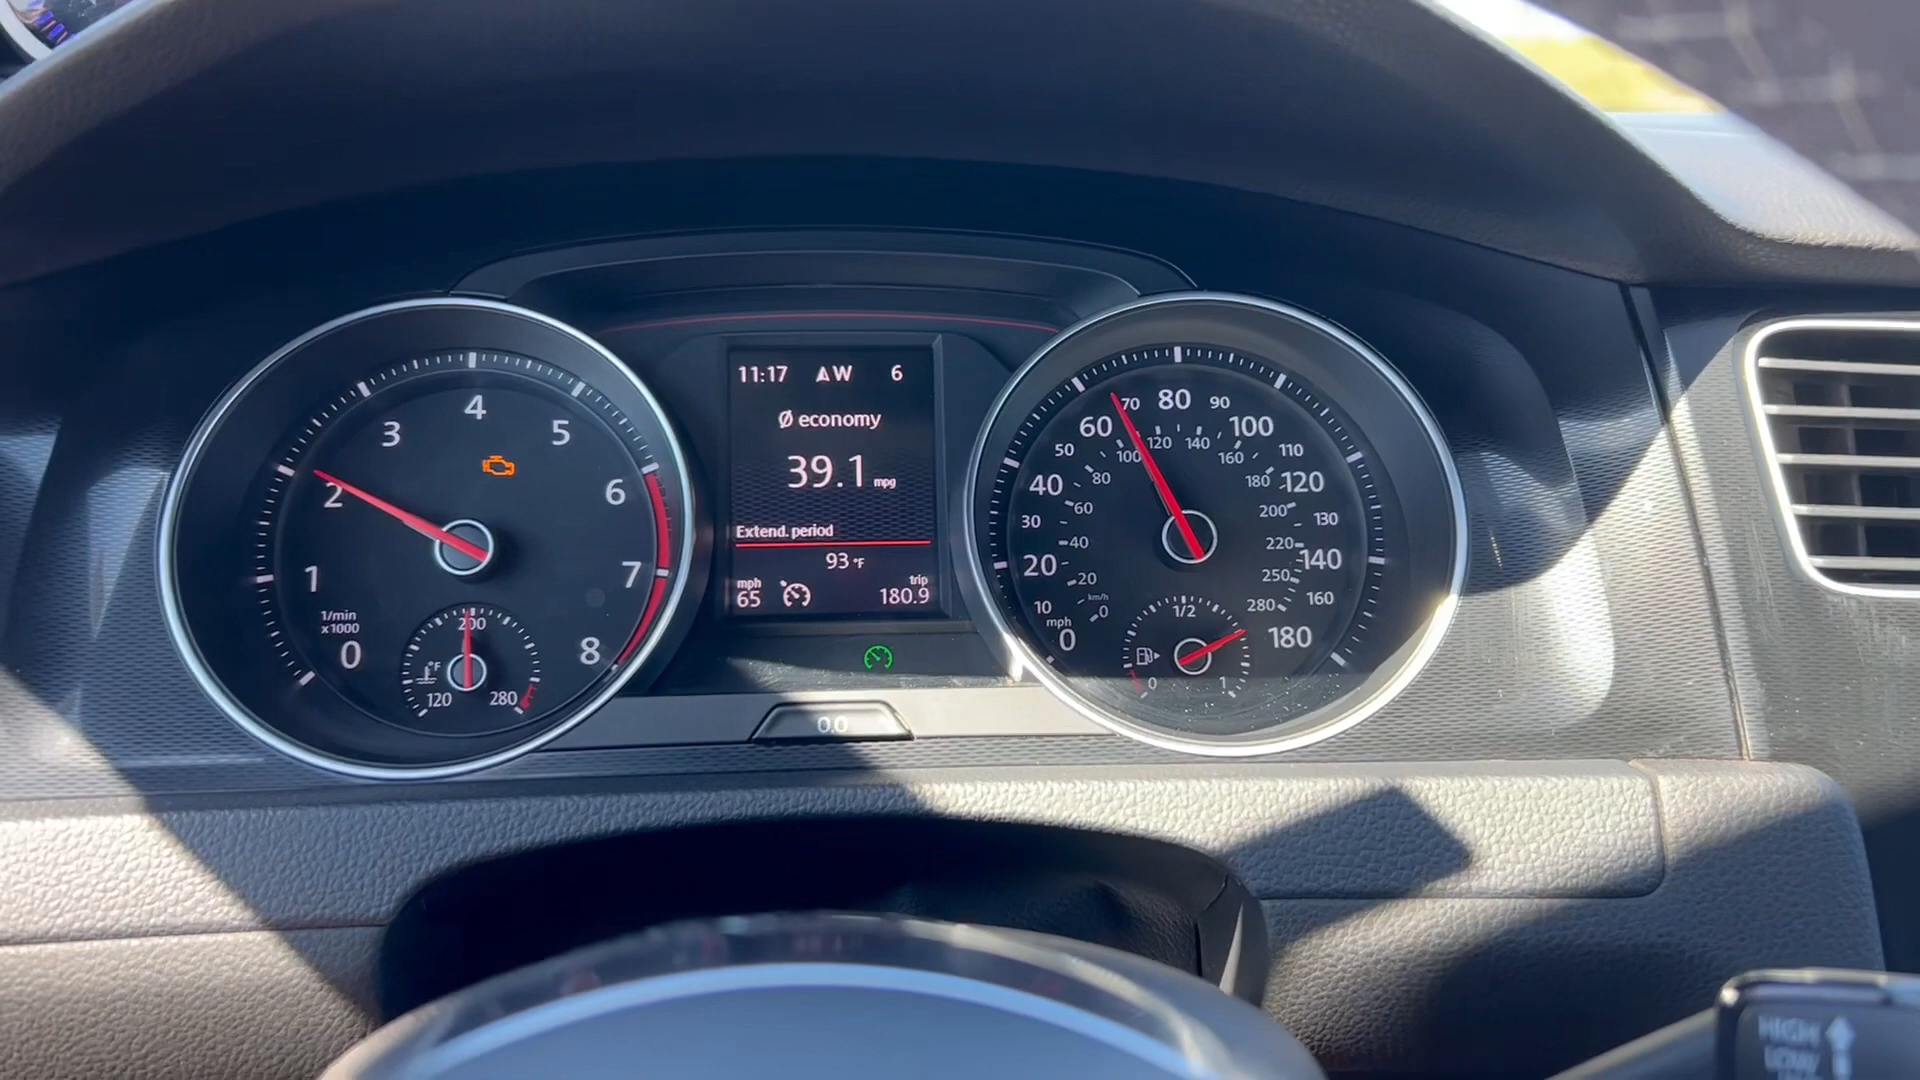 11:17 W 6
Ø economy
39.1 mpg
Extend. period
93 °F
mph
65
trip
180.9
0.0
0 1 2 3 4 5 6 7 8
1/min
x1000
°F
120 200 280
0 10 20 30 40 50 60 70 80 90 100 110 120 130 140 160 180
mph
km/h
0 20 40 60 80 100 120 140 160 180 200 220 250 280
0 1/2 1
HIGH
LOW